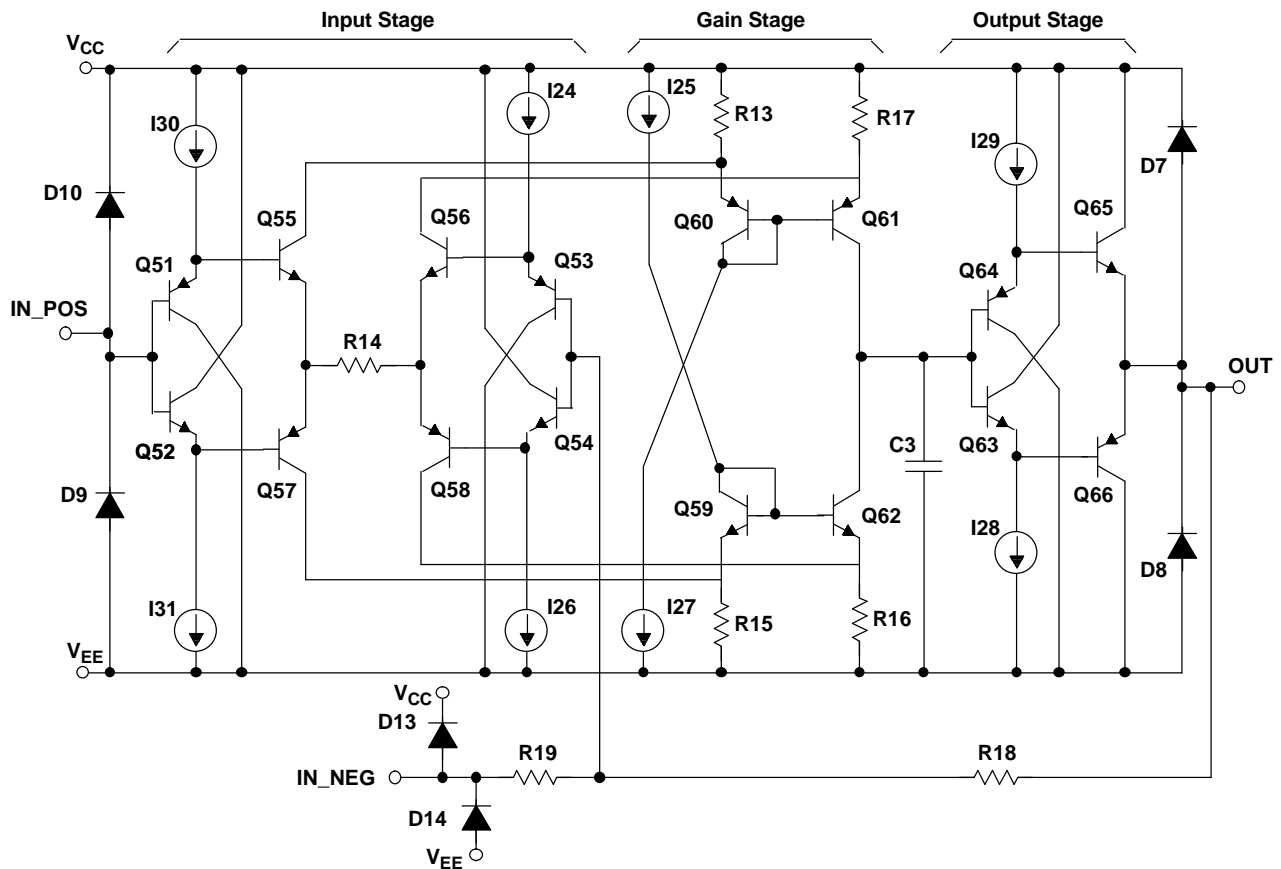 Input Stage
Gain Stage
Output Stage
VCC
I30
I24
I25
R13
R17
I29
D7
D10
Q55
Q56
Q60
Q61
Q65
Q51
Q53
Q64
IN_POS
R14
OUT
Q52
Q54
Q63
C3
Q57
Q58
Q59
Q62
Q66
D9
I28
D8
I31
I26
I27
R15
R16
VEE
VCC
D13
R19
R18
IN_NEG
D14
VEE